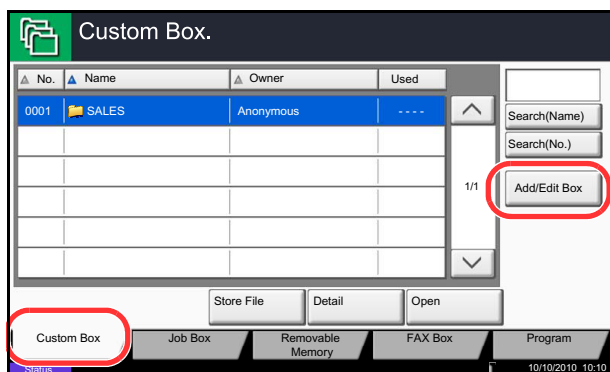 Custom Box.
No. Name Owner Used
0001 SALES Anonymous ----
Search(Name)
Search(No.)
1/1
Add/Edit Box
Store File Detail Open
Custom Box Job Box Removable Memory FAX Box Program
Status 10/10/2010 10:10